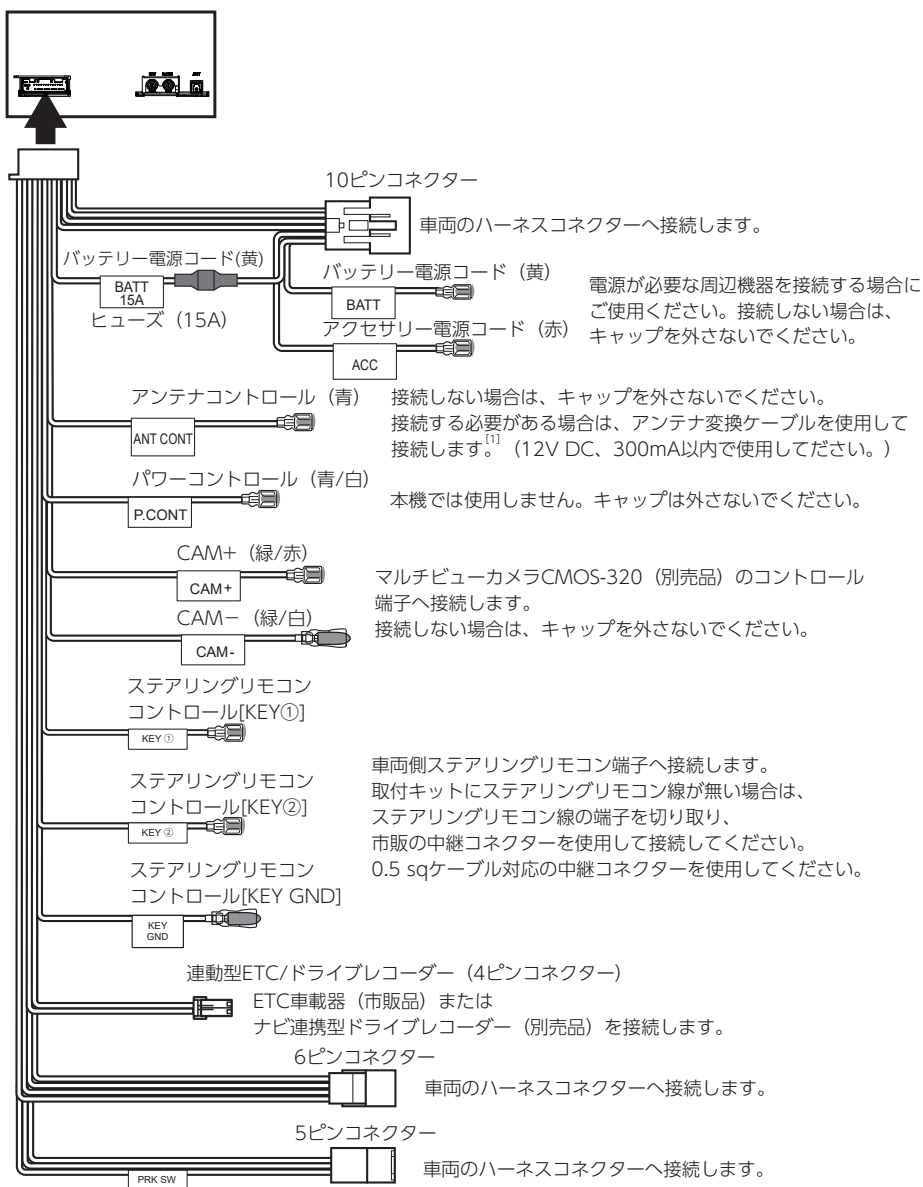 10ピンコネクター
車両のハーネスコネクターへ接続します。
バッテリー電源コード(黄)
BATT
15A
ヒューズ（15A）
バッテリー電源コード（黄）
BATT
アクセサリー電源コード（赤）
ACC
電源が必要な周辺機器を接続する場合に
ご使用ください。接続しない場合は、
キャップを外さないでください。
アンテナコントロール（青）
ANT CONT
接続しない場合は、キャップを外さないでください。
接続する必要がある場合は、アンテナ変換ケーブルを使用して
接続します。[1]（12V DC、300mA以内で使用してださい。）
パワーコントロール（青/白）
P.CONT
本機では使用しません。キャップは外さないでください。
CAM+（緑/赤）
CAM+
CAM−（緑/白）
CAM-
マルチビューカメラCMOS-320（別売品）のコントロール
端子へ接続します。
接続しない場合は、キャップを外さないでください。
ステアリングリモコン
コントロール[KEY①]
KEY ①
ステアリングリモコン
コントロール[KEY②]
KEY ②
ステアリングリモコン
コントロール[KEY GND]
KEY
GND
車両側ステアリングリモコン端子へ接続します。
取付キットにステアリングリモコン線が無い場合は、
ステアリングリモコン線の端子を切り取り、
市販の中継コネクターを使用して接続してください。
0.5 sqケーブル対応の中継コネクターを使用してください。
連動型ETC/ドライブレコーダー（4ピンコネクター）
ETC車載器（市販品）または
ナビ連携型ドライブレコーダー（別売品）を接続します。
6ピンコネクター
車両のハーネスコネクターへ接続します。
5ピンコネクター
PRK SW
車両のハーネスコネクターへ接続します。